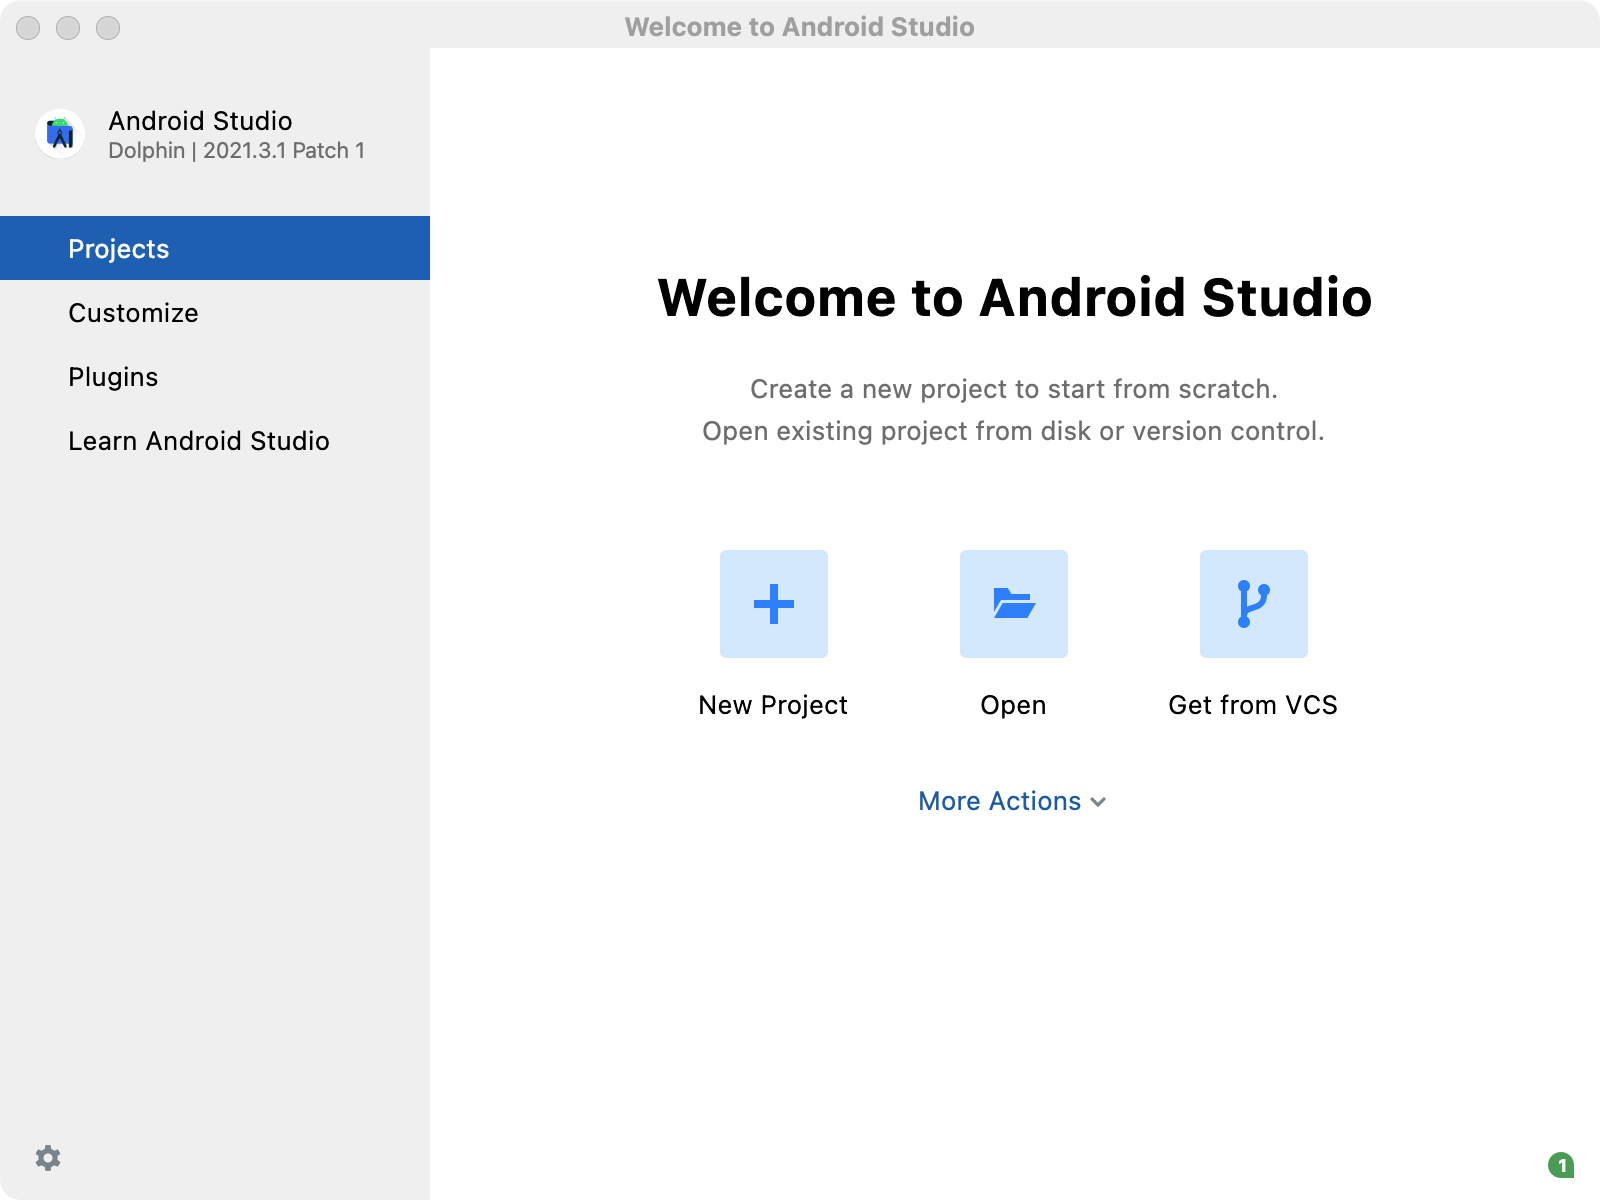 Welcome to Android Studio
Android Studio
Dolphin | 2021.3.1 Patch 1
Projects
Customize
Plugins
Learn Android Studio
Welcome to Android Studio
Create a new project to start from scratch.
Open existing project from disk or version control.
New Project
Open
Get from VCS
More Actions
1